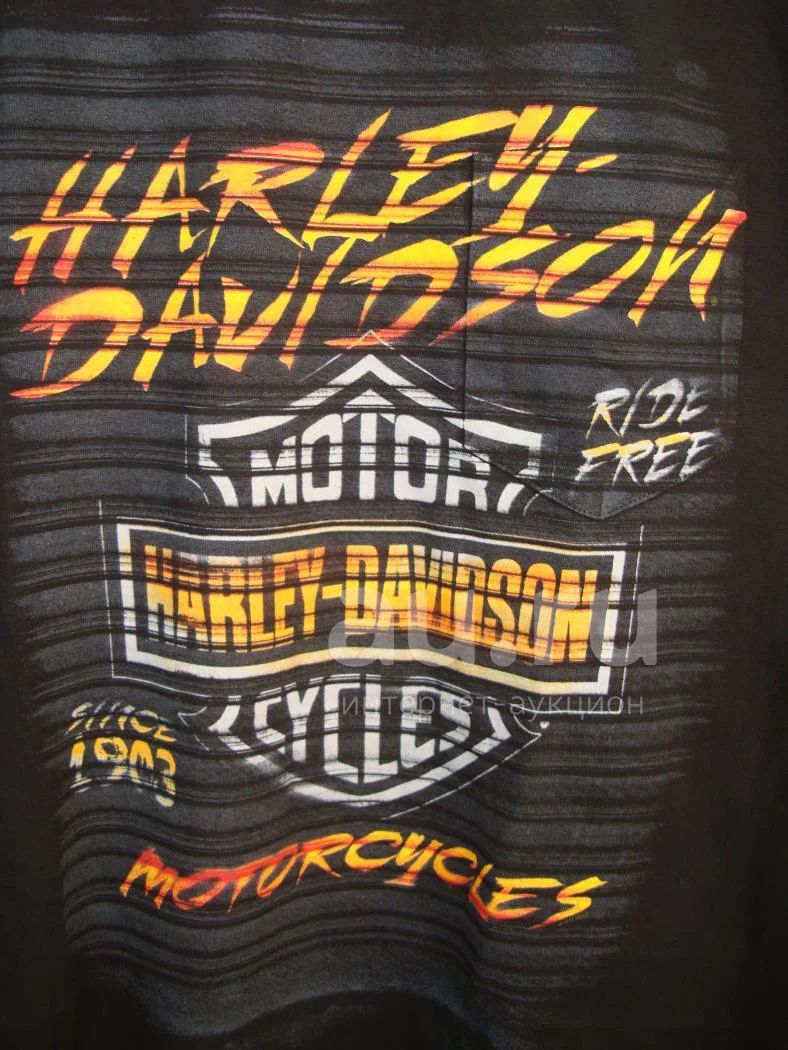 HARLEY-
DAVIDSON
RIDE
FREE
MOTOR
HARLEY-DAVIDSON
CYCLES
au.ru
интернет-аукцион
SINCE
1903
MOTORCYCLES